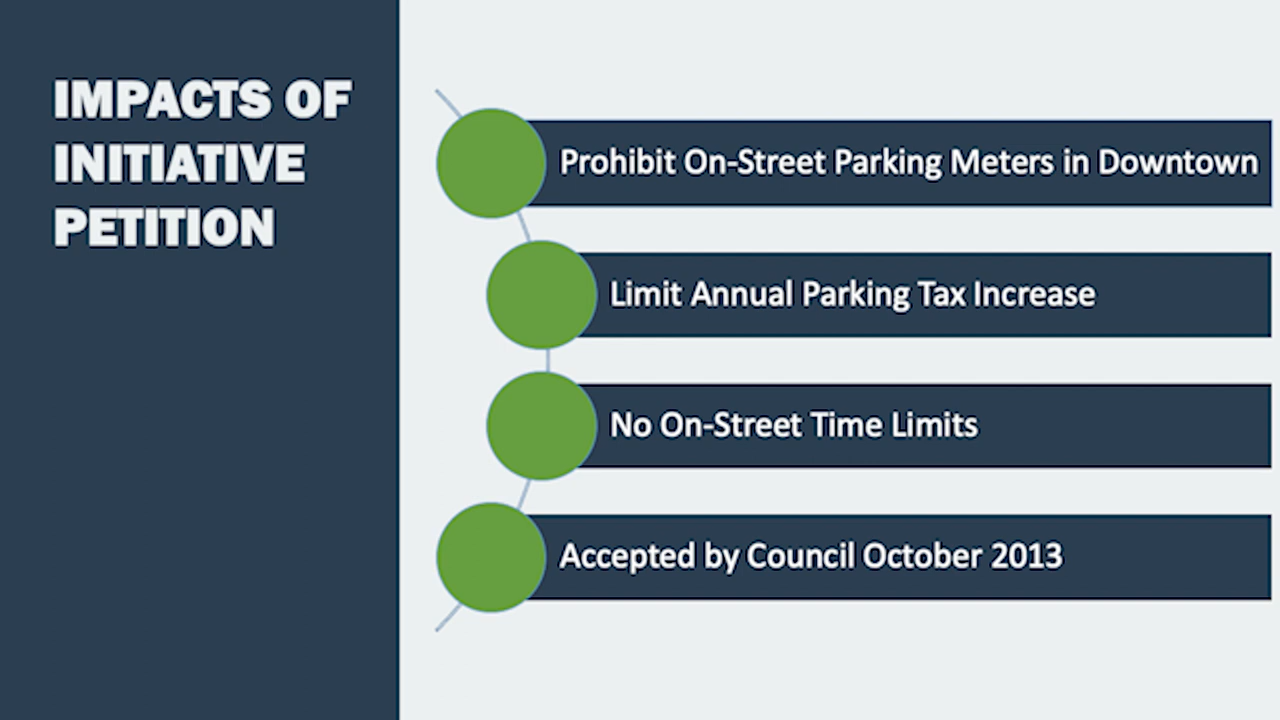 IMPACTS OF
INITIATIVE
PETITION
Prohibit On-Street Parking Meters in Downtown
Limit Annual Parking Tax Increase
No On-Street Time Limits
Accepted by Council October 2013